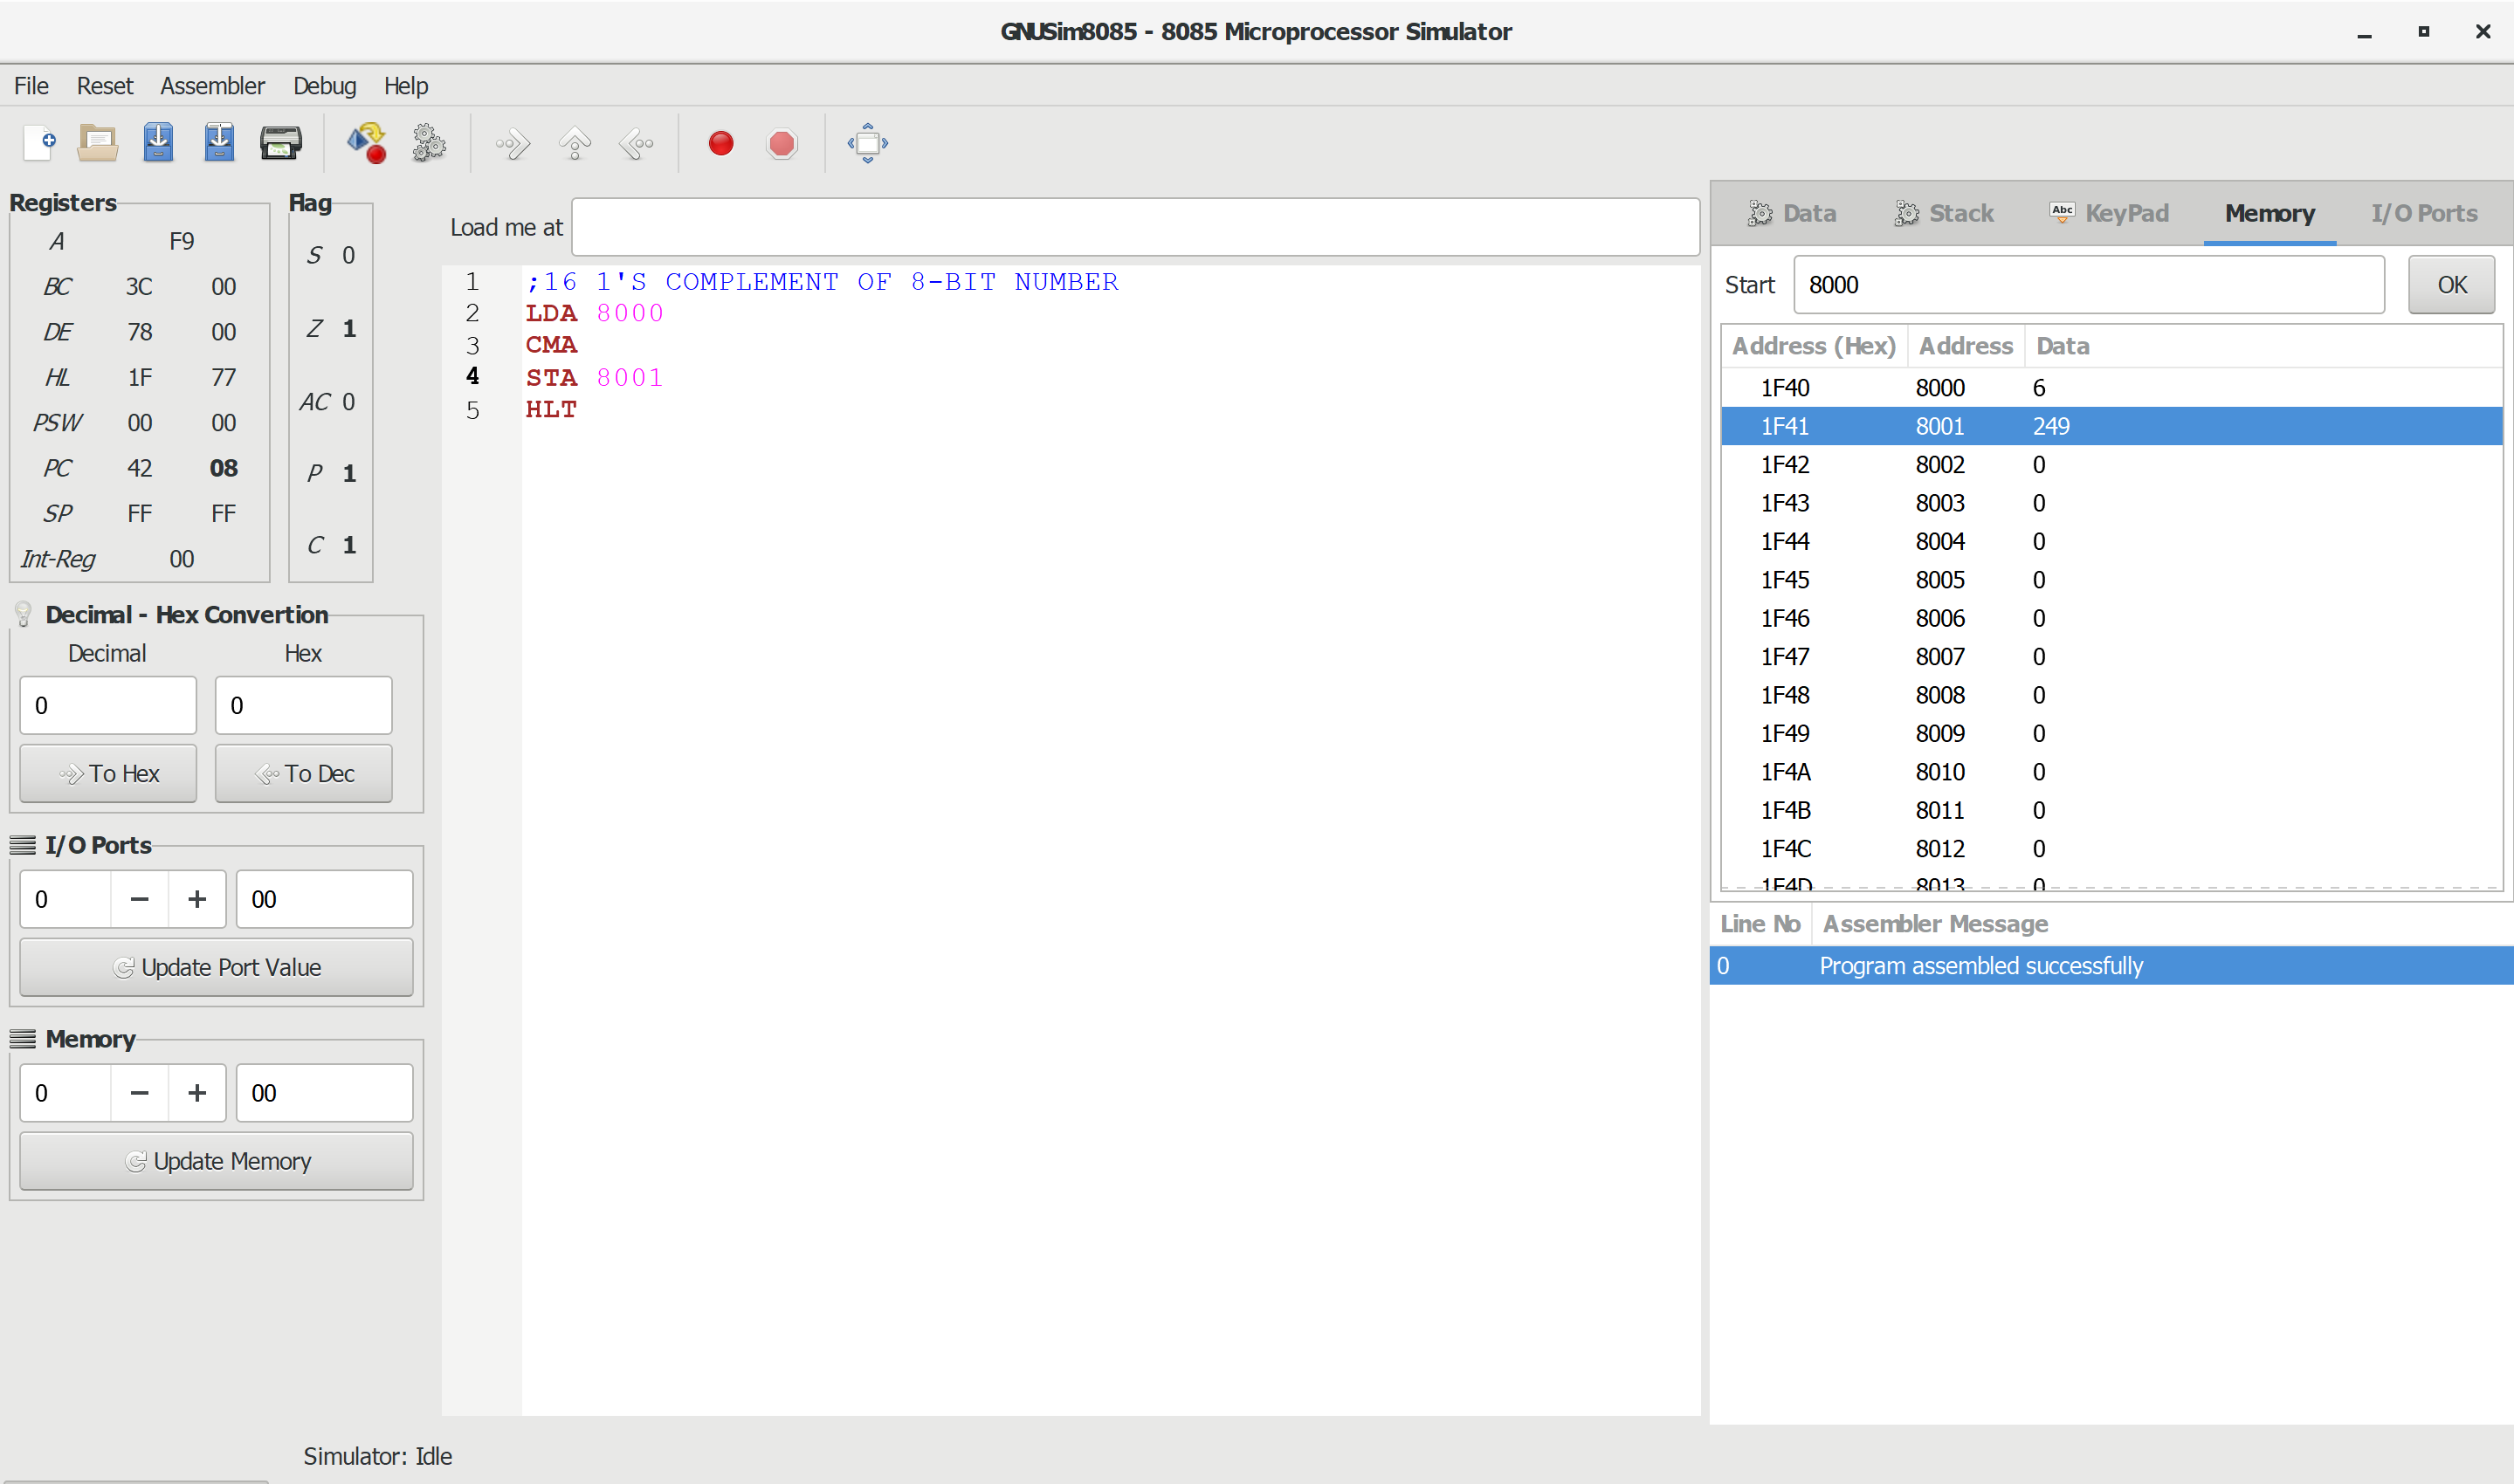 GNUSim8085 - 8085 Microprocessor Simulator
File Reset Assembler Debug Help
Registers
A F9
BC 3C 00
DE 78 00
HL 1F 77
PSW 00 00
PC 42 08
SP FF FF
Int-Reg 00
Flag
S 0
Z 1
AC 0
P 1
C 1
Decimal - Hex Convertion
Decimal Hex
0 0
To Hex To Dec
I/O Ports
0 − + 00
Update Port Value
Memory
0 − + 00
Update Memory
Load me at
1 ;16 1'S COMPLEMENT OF 8-BIT NUMBER
2 LDA 8000
3 CMA
4 STA 8001
5 HLT
Data Stack Abc KeyPad Memory I/O Ports
Start 8000 OK
Address (Hex) Address Data
1F40 8000 6
1F41 8001 249
1F42 8002 0
1F43 8003 0
1F44 8004 0
1F45 8005 0
1F46 8006 0
1F47 8007 0
1F48 8008 0
1F49 8009 0
1F4A 8010 0
1F4B 8011 0
1F4C 8012 0
1F4D 8013 0
Line No Assembler Message
0 Program assembled successfully
Simulator: Idle